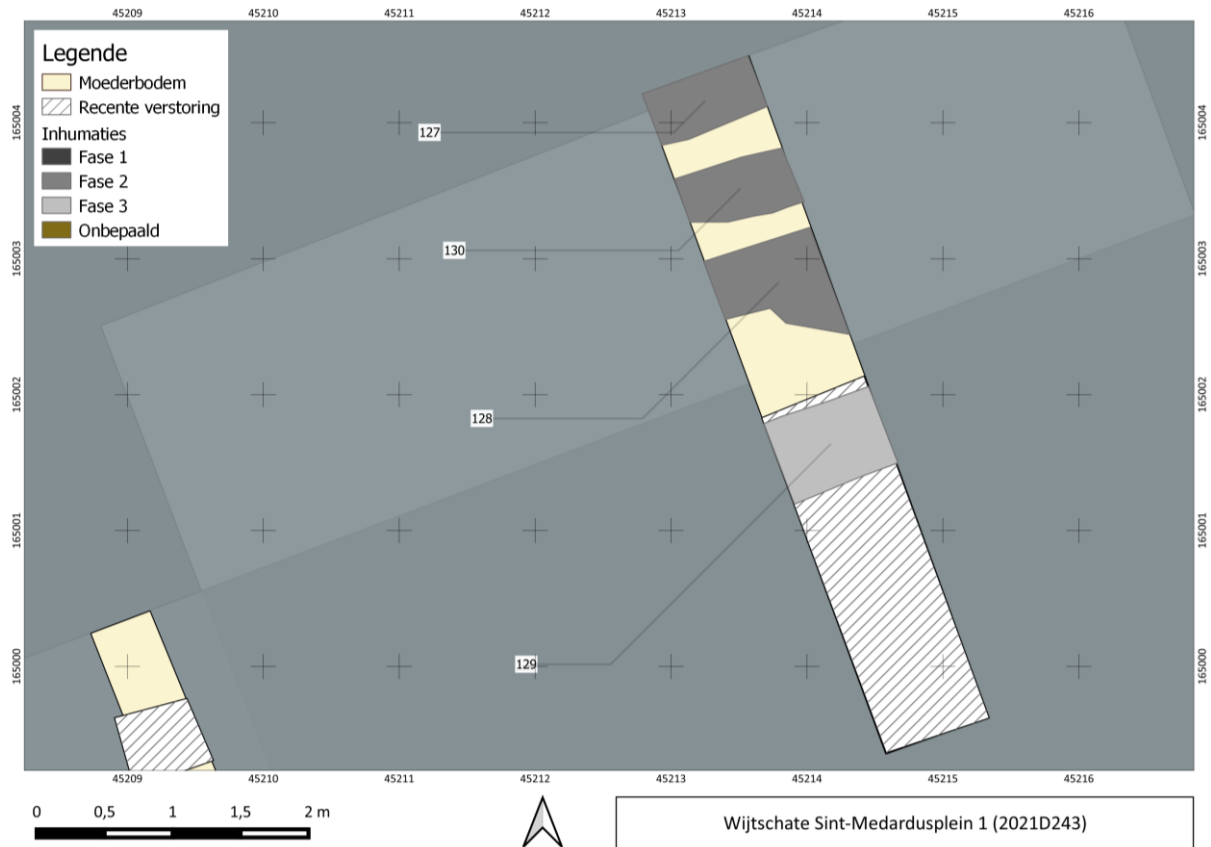 45209 45210 45211 45212 45213 45214 45215 45216
Legende
Moederbodem
Recente verstoring
Inhumaties
Fase 1
Fase 2
Fase 3
Onbepaald
165004 165004
127
130
165003 165003
165002 165002
128
165001 165001
129
165000 165000
45209 45210 45211 45212 45213 45214 45215 45216
0 0,5 1 1,5 2 m
Wijtschate Sint-Medardusplein 1 (2021D243)